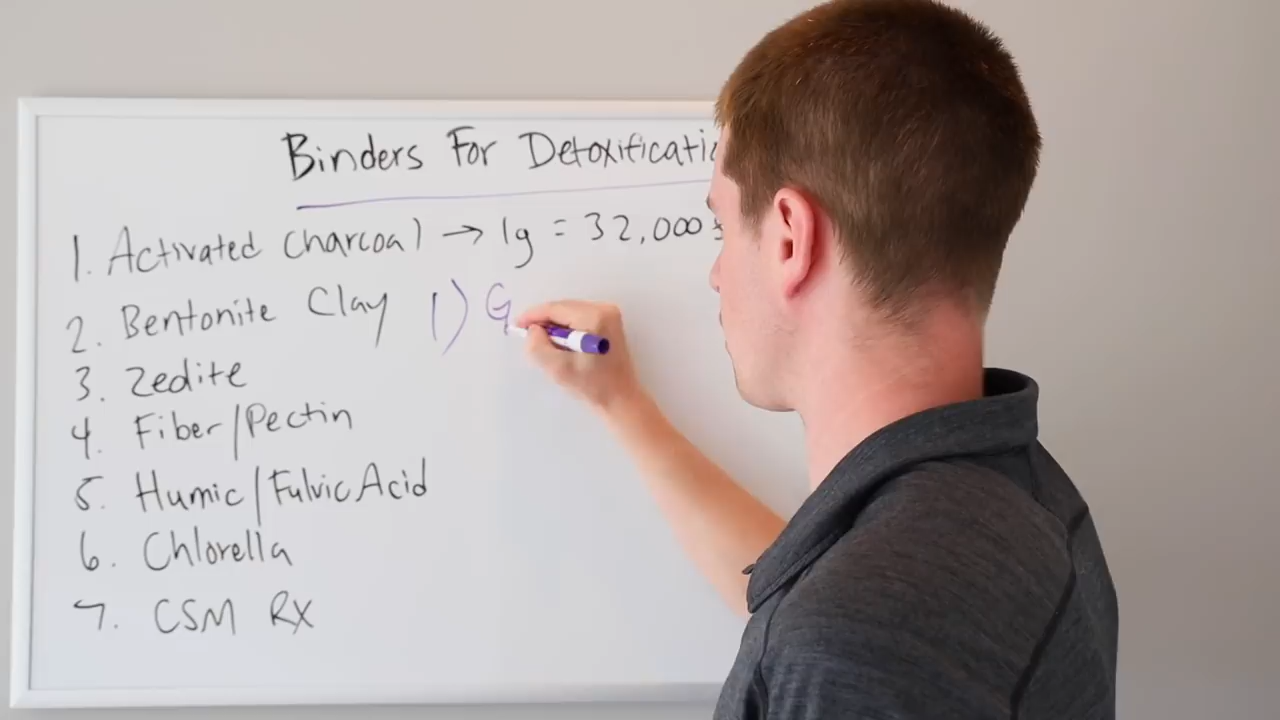 Binders For Detoxificatio
1. Activated Charcoal → 1g = 32,000
2. Bentonite Clay 1) G
3. Zeolite
4. Fiber/Pectin
5. Humic/Fulvic Acid
6. Chlorella
7. CSM RX